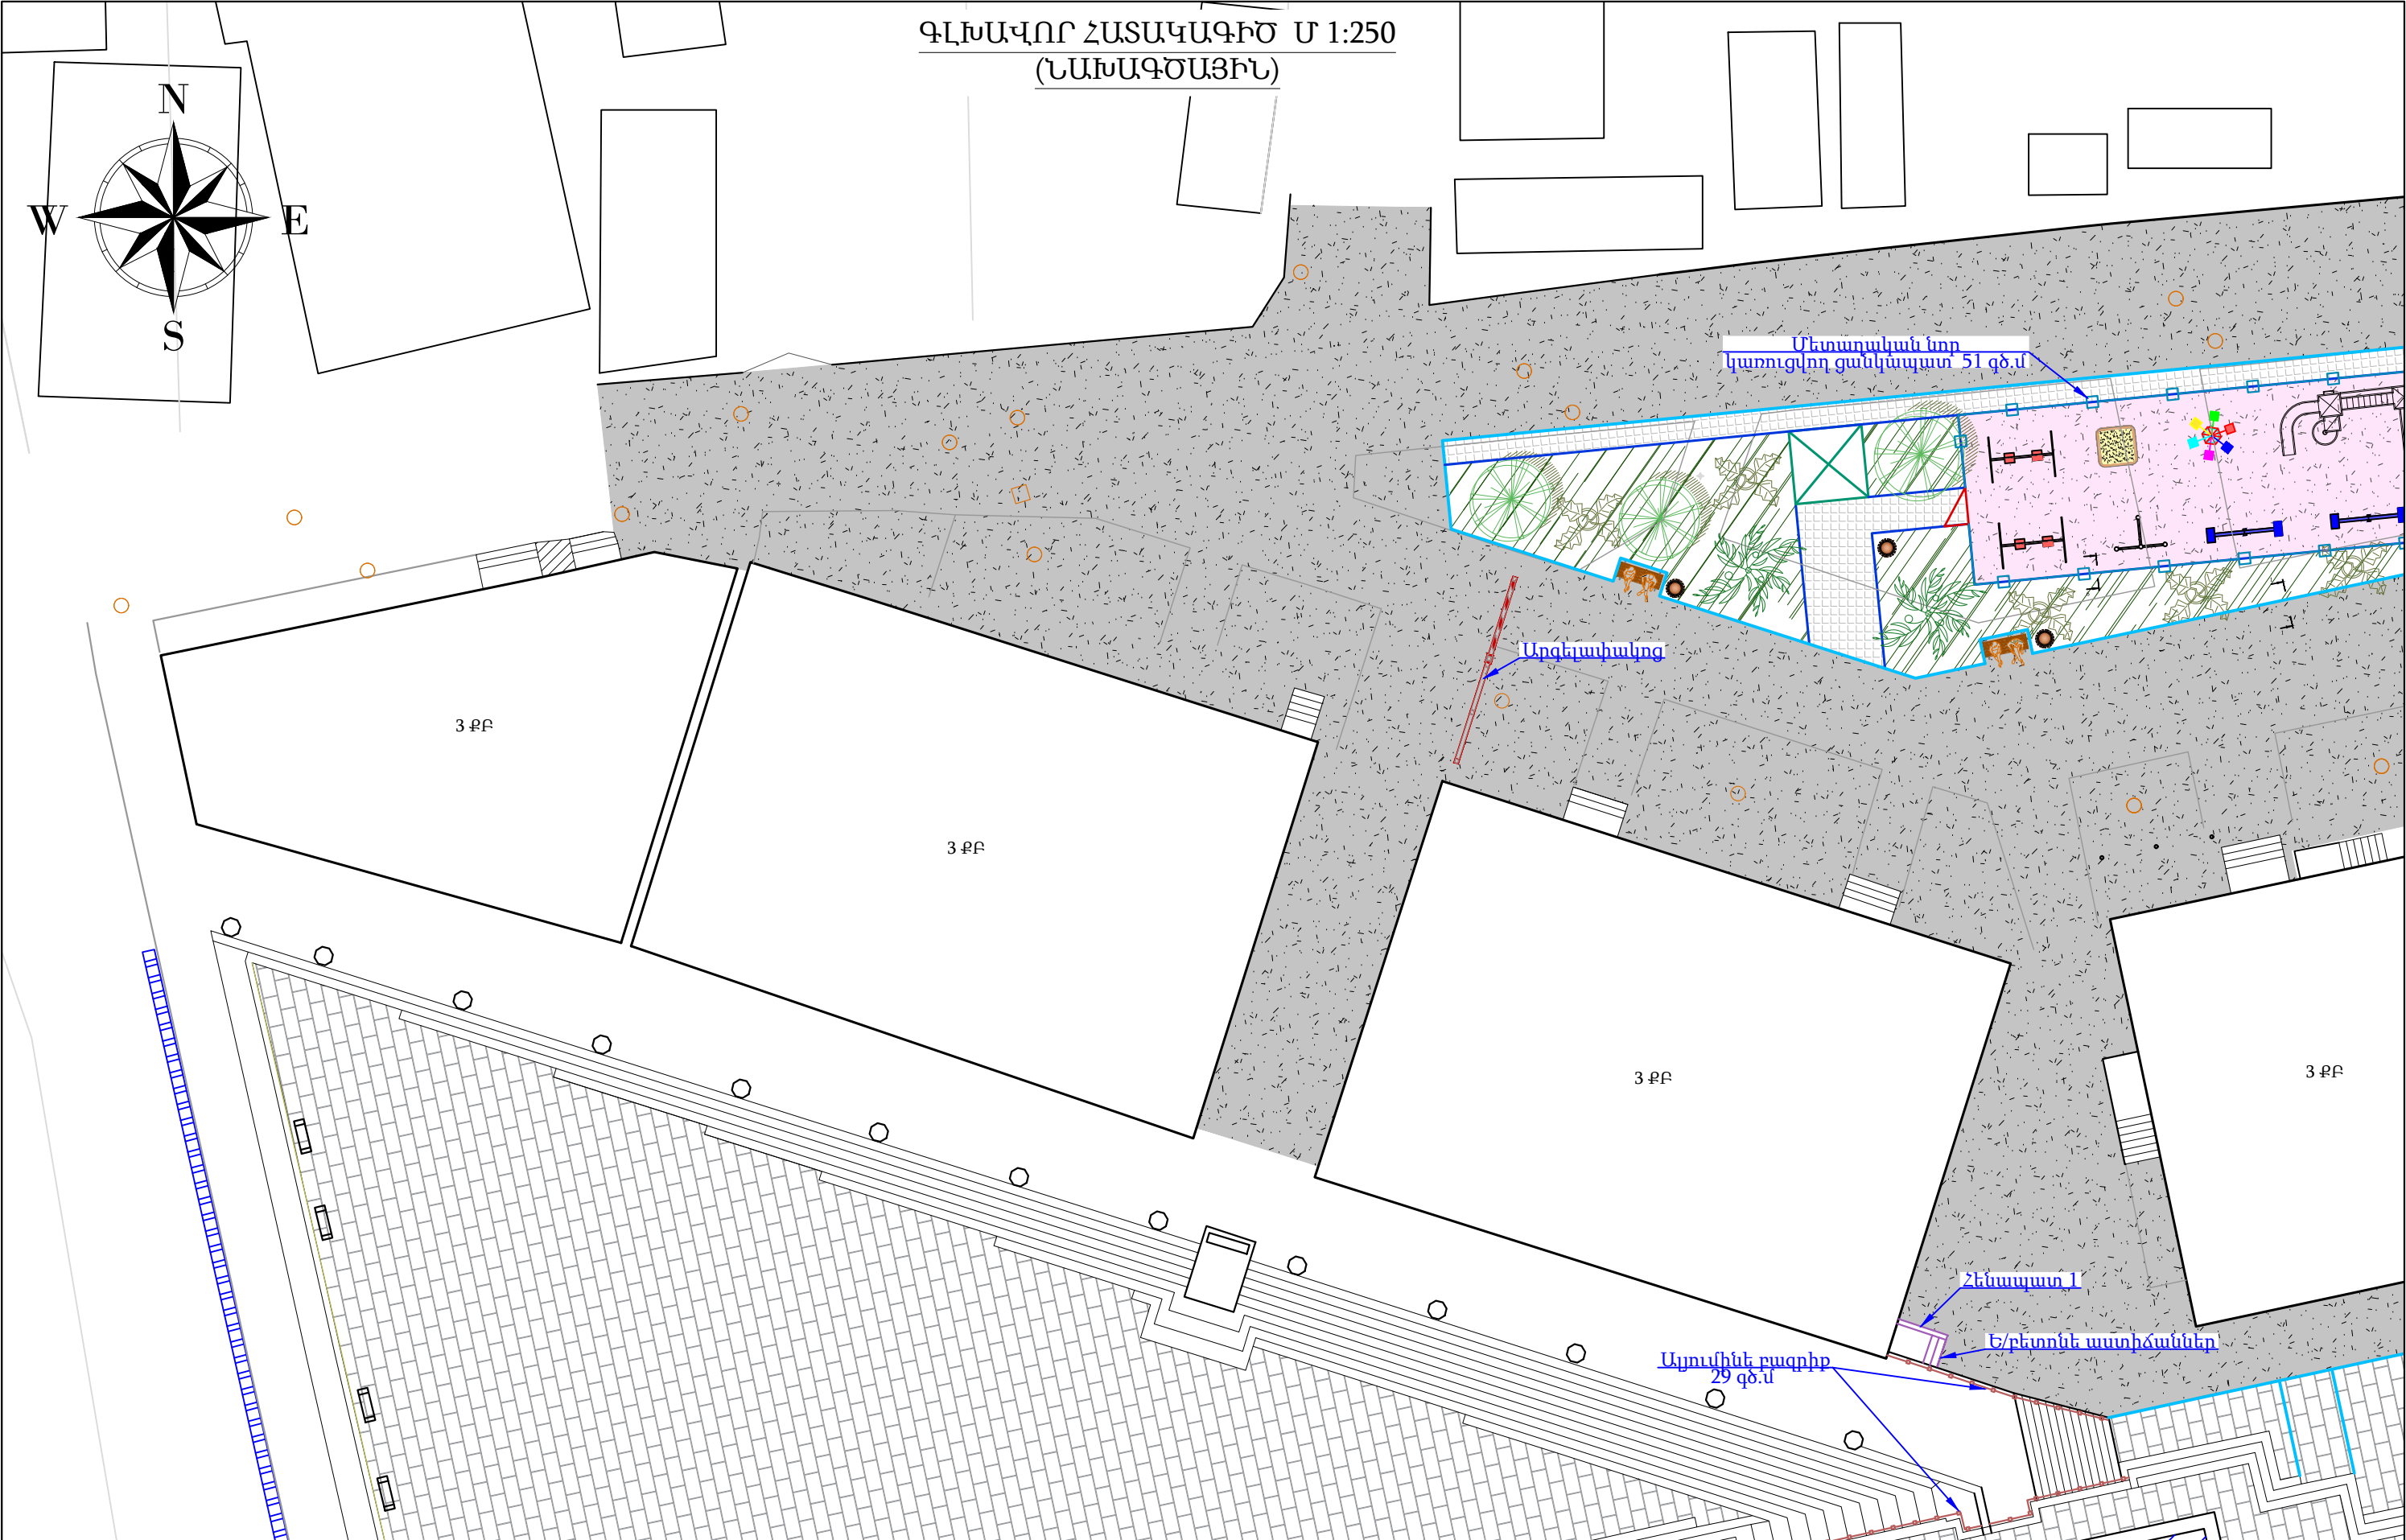 ԳԼԽԱՎՈՐ ՀԱՏԱԿԱԳԻԾ Մ 1:250
(ՆԱԽԱԳԾԱՅԻՆ)
N
W
E
S
Մետաղական նոր
կառուցվող ցանկապատ 51 գծ.մ
Արգելափակոց
3 ՔԲ
3 ՔԲ
3 ՔԲ
3 ՔԲ
Հենապատ 1
Ե/բետոնե աստիճաններ
Ալումինե բազրիք
29 գծ.մ